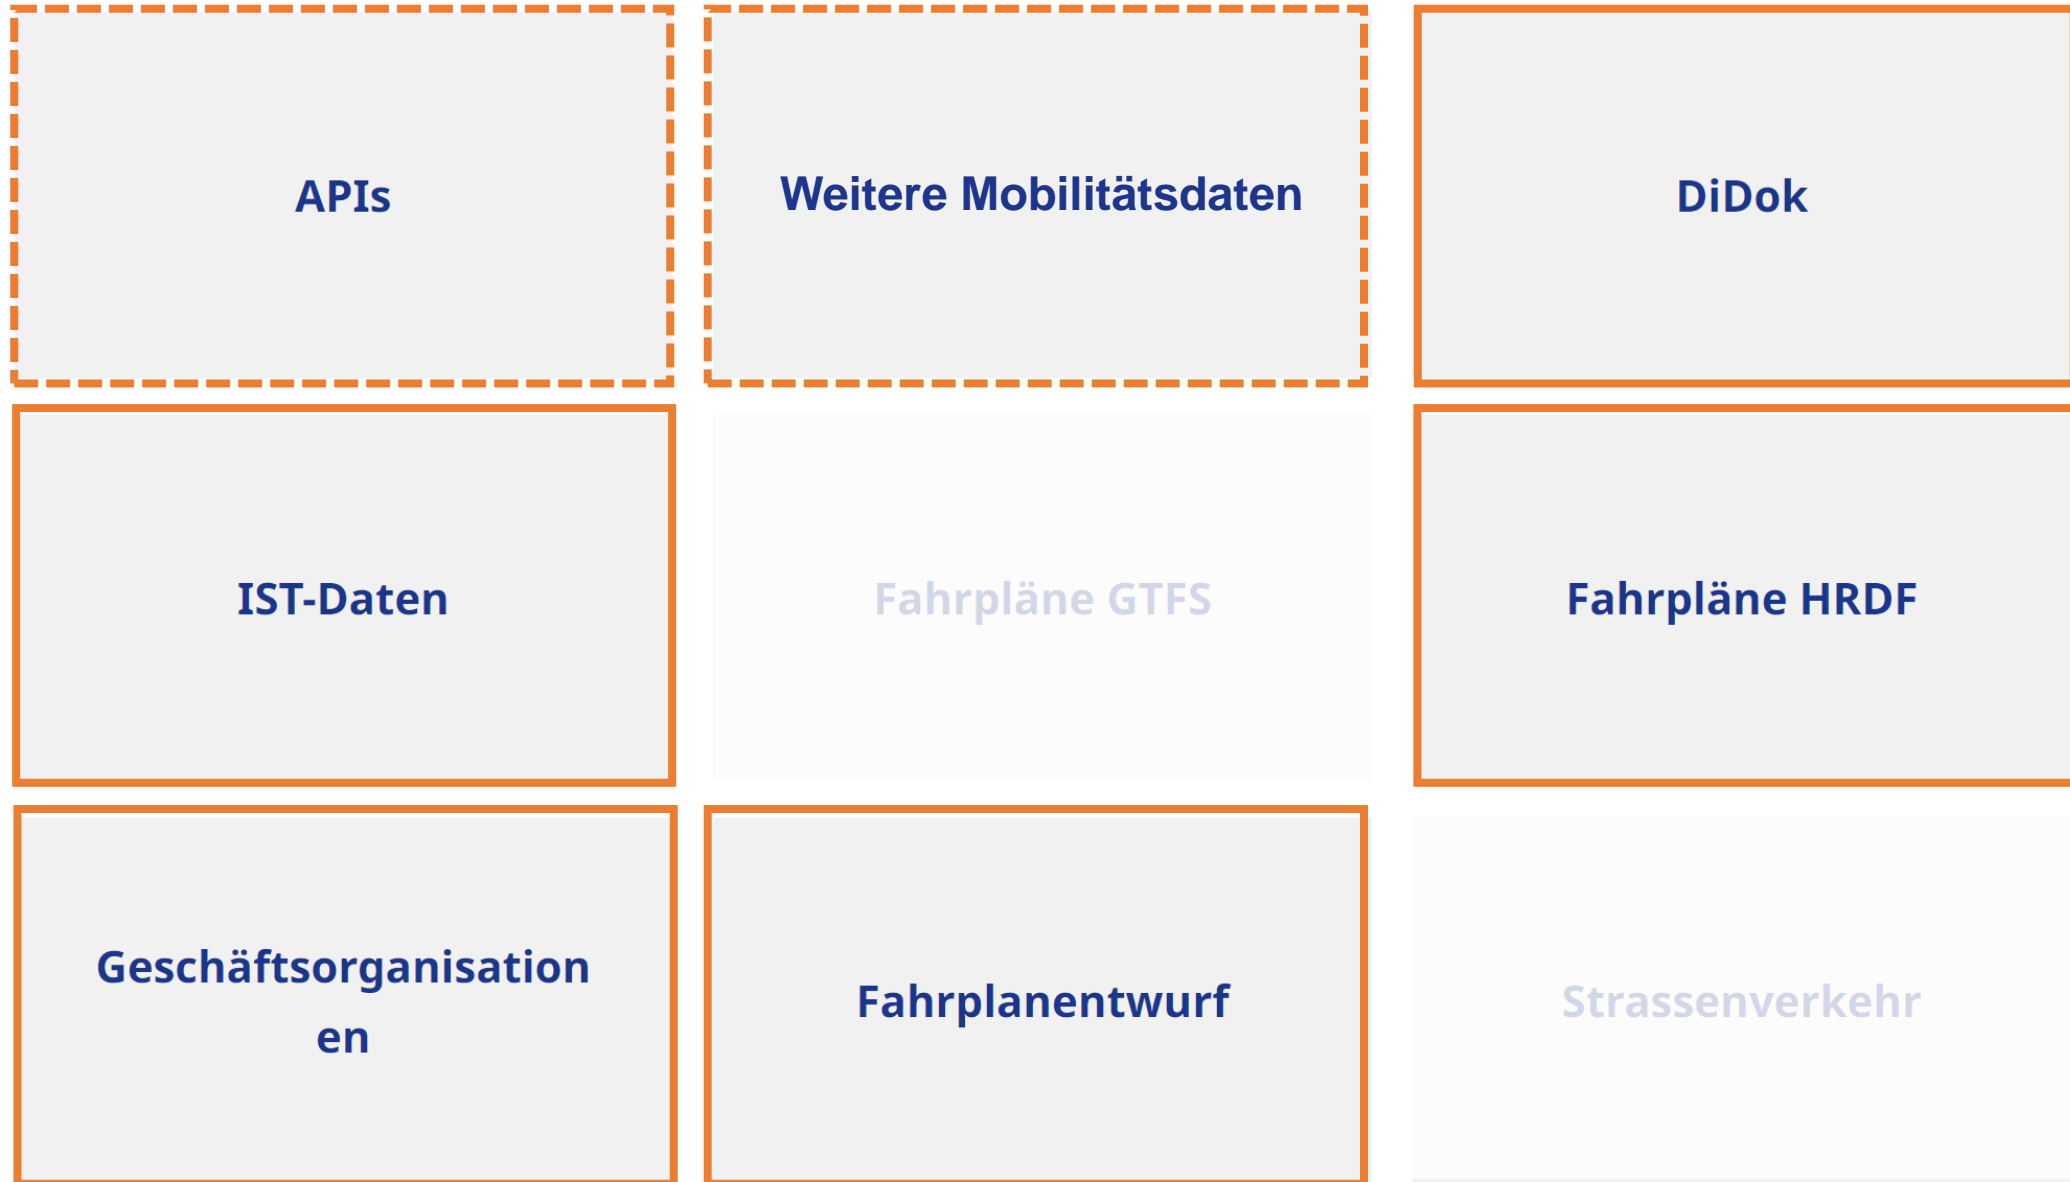 APIs
Weitere Mobilitätsdaten
DiDok
IST-Daten
Fahrpläne GTFS
Fahrpläne HRDF
Geschäftsorganisation
en
Fahrplanentwurf
Strassenverkehr